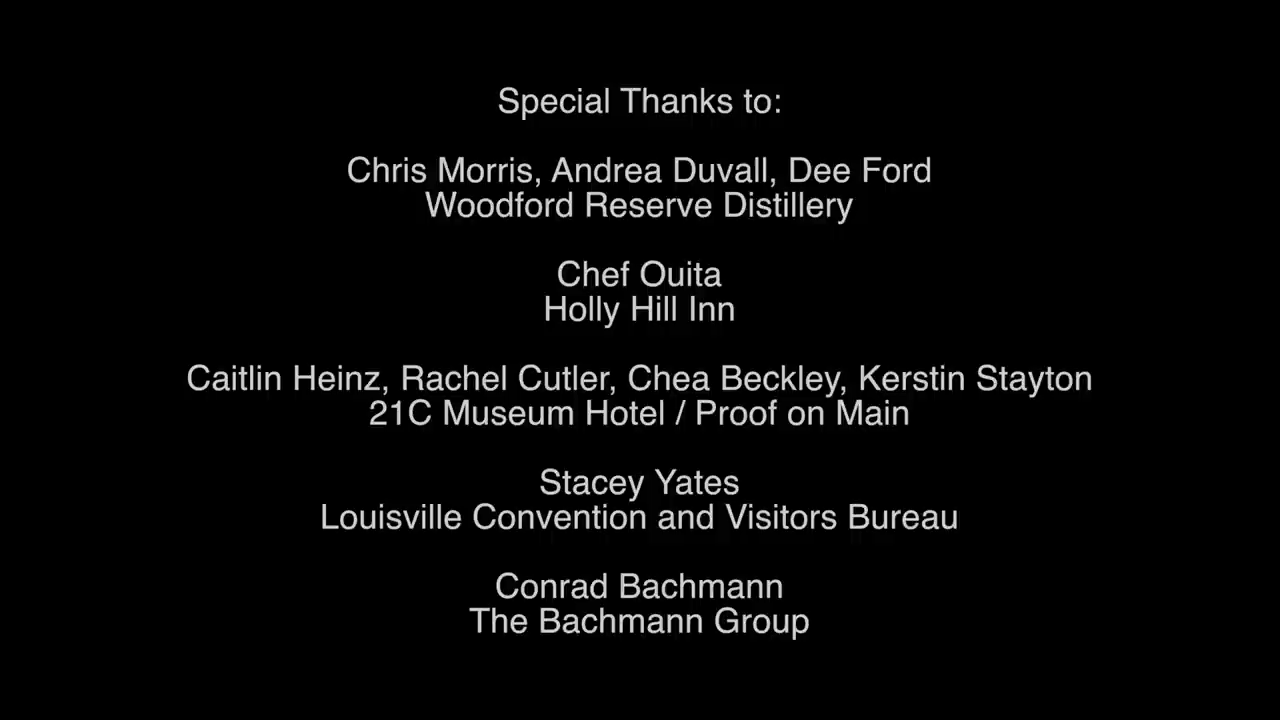 Special Thanks to:
Chris Morris, Andrea Duvall, Dee Ford
Woodford Reserve Distillery
Chef Ouita
Holly Hill Inn
Caitlin Heinz, Rachel Cutler, Chea Beckley, Kerstin Stayton
21C Museum Hotel / Proof on Main
Stacey Yates
Louisville Convention and Visitors Bureau
Conrad Bachmann
The Bachmann Group